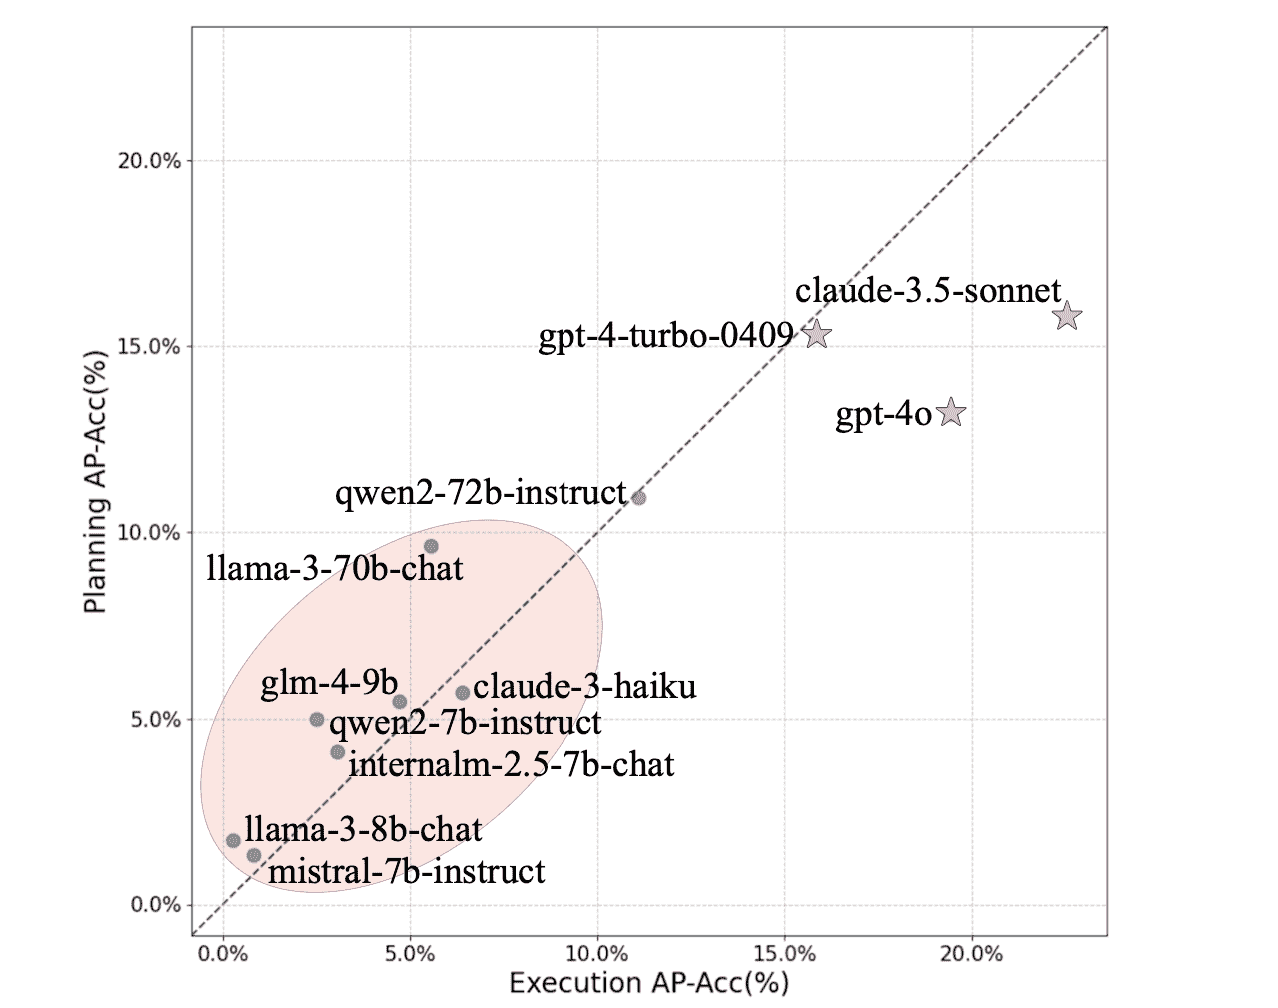 20.0%
claude-3.5-sonnet
gpt-4-turbo-0409
15.0%
gpt-4o
qwen2-72b-instruct
10.0%
llama-3-70b-chat
glm-4-9b
claude-3-haiku
5.0%
qwen2-7b-instruct
internalm-2.5-7b-chat
llama-3-8b-chat
mistral-7b-instruct
0.0%
Planning AP-Acc(%)
0.0% 5.0% 10.0% 15.0% 20.0%
Execution AP-Acc(%)